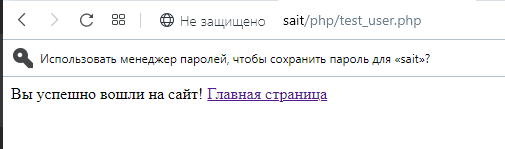 Не защищено sait/php/test_user.php
Использовать менеджер паролей, чтобы сохранить пароль для «sait»?
Вы успешно вошли на сайт! Главная страница